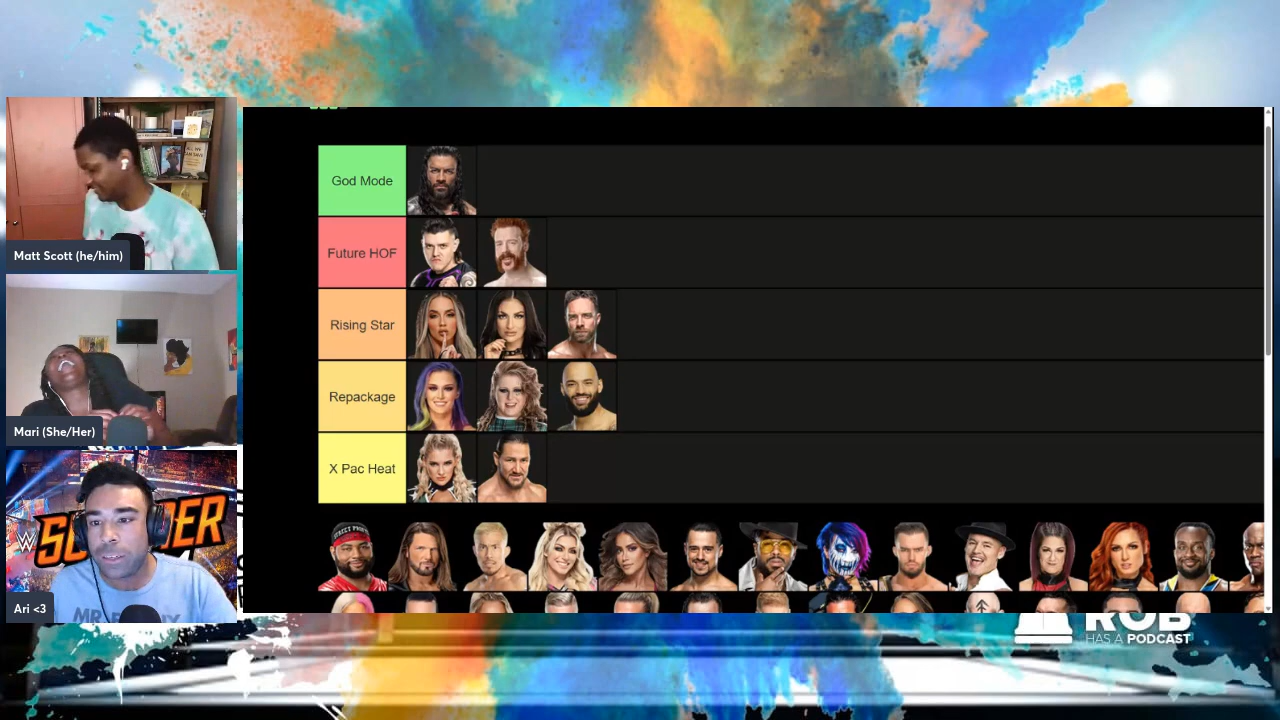 Matt Scott (he/him)
Mari (She/Her)
Ari <3
God Mode
Future HOF
Rising Star
Repackage
X Pac Heat
ROB
HAS A PODCAST